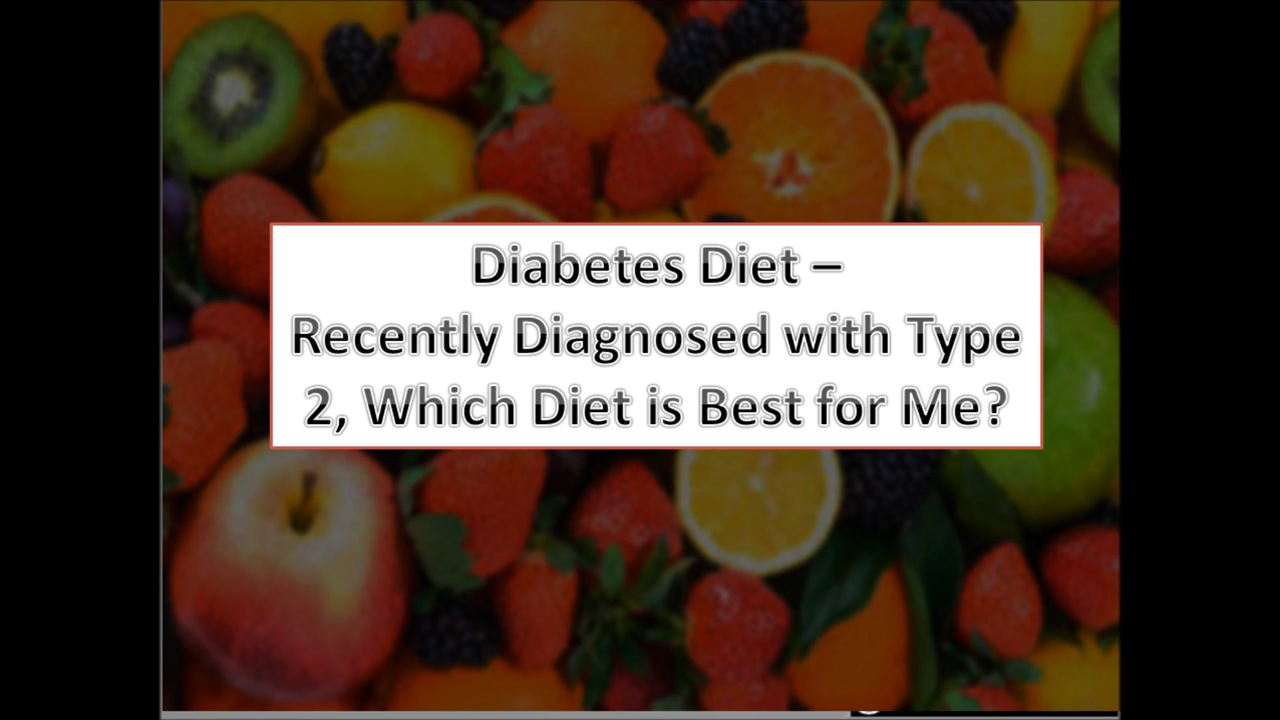 Diabetes Diet –
Recently Diagnosed with Type
2, Which Diet is Best for Me?